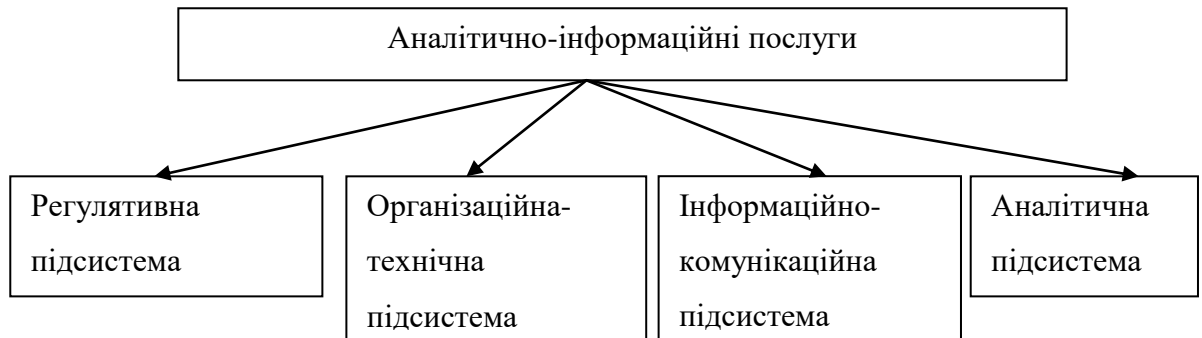 Аналітично-інформаційні послуги
Регулятивна
підсистема
Організаційна-
технічна
підсистема
Інформаційно-
комунікаційна
підсистема
Аналітична
підсистема